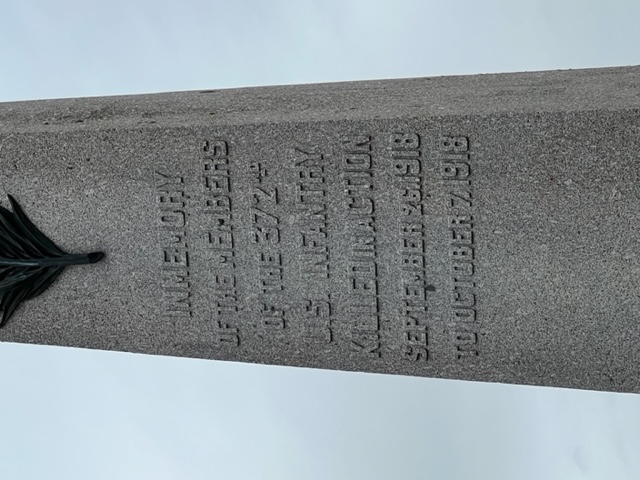 IN MEMORY
OF THE MEMBERS
OF THE 372nd
U.S. INFANTRY
KILLED IN ACTION
SEPTEMBER 26, 1918
TO OCTOBER 7, 1918